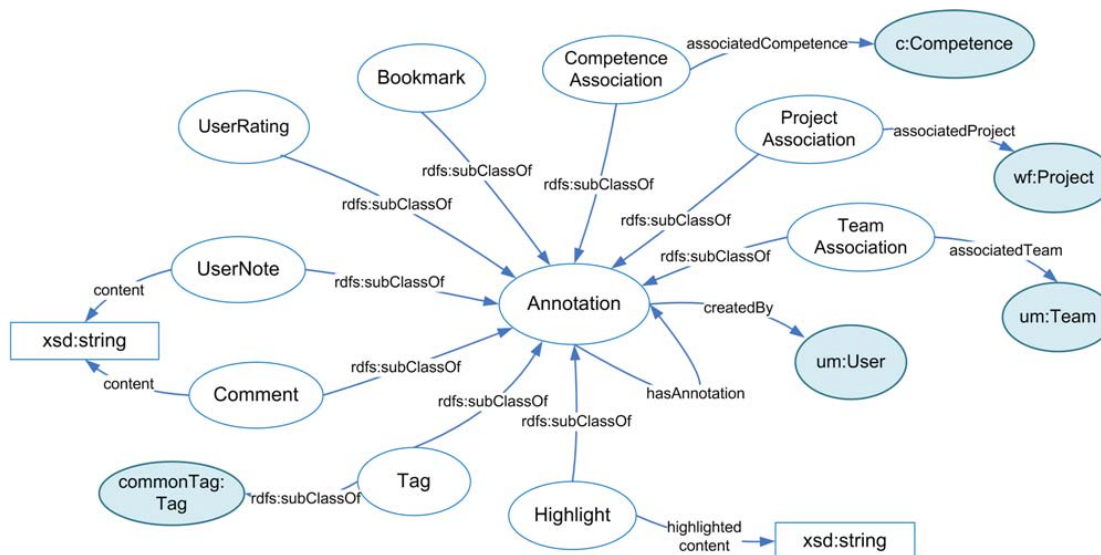 Competence
Association
associatedCompetence
c:Competence
Bookmark
UserRating
Project
Association
associatedProject
wf:Project
rdfs:subClassOf
rdfs:subClassOf
rdfs:subClassOf
rdfs:subClassOf
Team
Association
associatedTeam
um:Team
rdfs:subClassOf
UserNote
rdfs:subClassOf
content
xsd:string
content
Annotation
createdBy
um:User
hasAnnotation
Comment
rdfs:subClassOf
rdfs:subClassOf
rdfs:subClassOf
commonTag:
Tag
rdfs:subClassOf
Tag
Highlight
highlighted
content
xsd:string